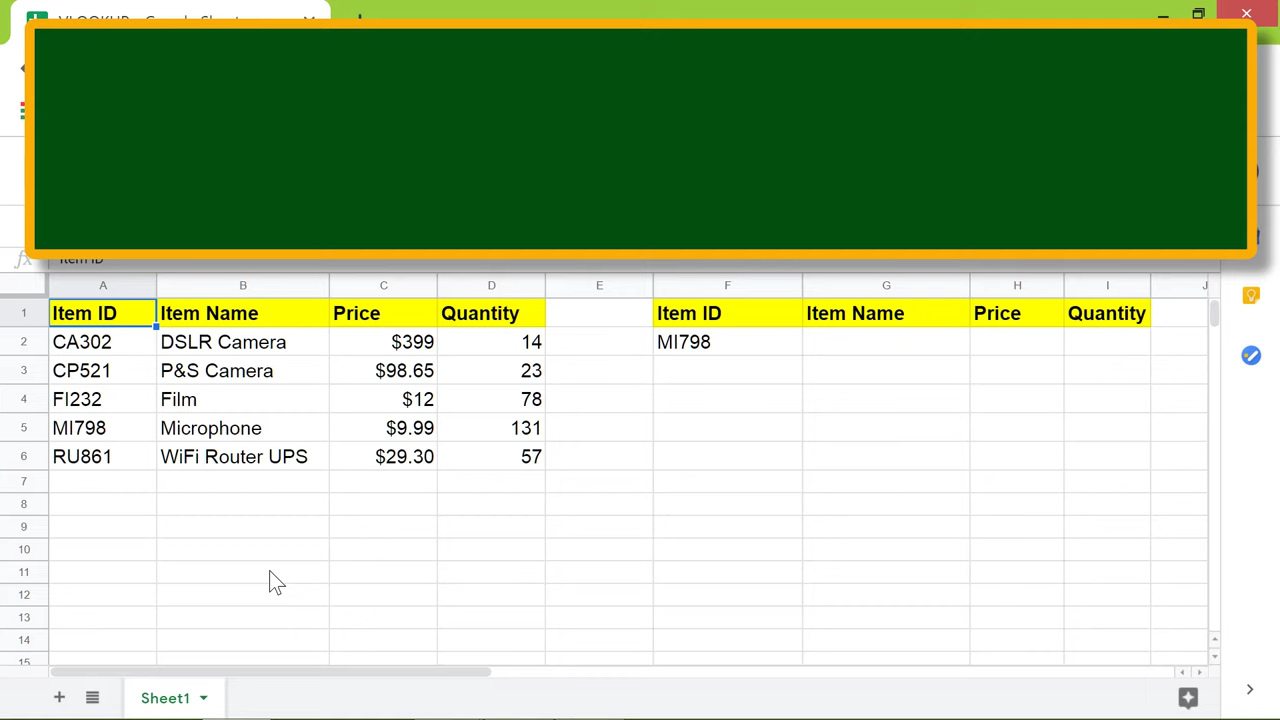 Item ID
A B C D E F G H I J
1 Item ID Item Name Price Quantity Item ID Item Name Price Quantity
2 CA302 DSLR Camera $399 14 MI798
3 CP521 P&S Camera $98.65 23
4 FI232 Film $12 78
5 MI798 Microphone $9.99 131
6 RU861 WiFi Router UPS $29.30 57
7
8
9
10
11
12
13
14
15
Sheet1